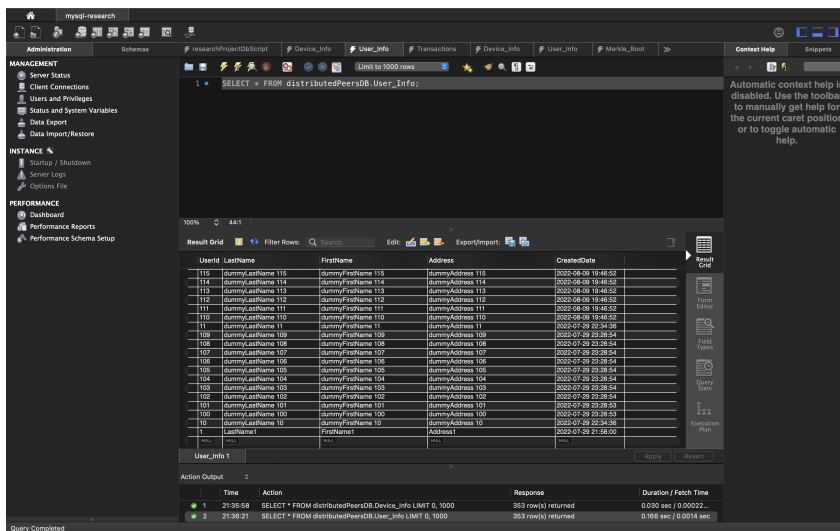 mysql-research
Administration Schemas
researchProjectDbScript Device_Info User_Info Transactions Device_Info User_Info Merkle_Root
Context Help Snippets
MANAGEMENT
Server Status
Client Connections
Users and Privileges
Status and System Variables
Data Export
Data Import/Restore
INSTANCE
Startup / Shutdown
Server Logs
Options File
PERFORMANCE
Dashboard
Performance Reports
Performance Schema Setup
Limit to 1000 rows
1 SELECT * FROM distributedPeersDB.User_Info;
Automatic context help is
disabled. Use the toolbar
to manually get help for
the current caret position
or to toggle automatic
help.
100% 44:1
Result Grid Filter Rows: Search Edit: Export/Import:
UserId LastName FirstName Address CreatedDate
115 dummyLastName 115 dummyFirstName 115 dummyAddress 115 2022-08-09 19:46:52
114 dummyLastName 114 dummyFirstName 114 dummyAddress 114 2022-08-09 19:46:52
113 dummyLastName 113 dummyFirstName 113 dummyAddress 113 2022-08-09 19:46:52
112 dummyLastName 112 dummyFirstName 112 dummyAddress 112 2022-08-09 19:46:52
111 dummyLastName 111 dummyFirstName 111 dummyAddress 111 2022-08-09 19:46:52
110 dummyLastName 110 dummyFirstName 110 dummyAddress 110 2022-08-09 19:46:52
11 dummyLastName 11 dummyFirstName 11 dummyAddress 11 2022-07-29 22:34:36
109 dummyLastName 109 dummyFirstName 109 dummyAddress 109 2022-07-29 23:28:54
108 dummyLastName 108 dummyFirstName 108 dummyAddress 108 2022-07-29 23:28:54
107 dummyLastName 107 dummyFirstName 107 dummyAddress 107 2022-07-29 23:28:54
106 dummyLastName 106 dummyFirstName 106 dummyAddress 106 2022-07-29 23:28:54
105 dummyLastName 105 dummyFirstName 105 dummyAddress 105 2022-07-29 23:28:54
104 dummyLastName 104 dummyFirstName 104 dummyAddress 104 2022-07-29 23:28:54
103 dummyLastName 103 dummyFirstName 103 dummyAddress 103 2022-07-29 23:28:54
102 dummyLastName 102 dummyFirstName 102 dummyAddress 102 2022-07-29 23:28:54
101 dummyLastName 101 dummyFirstName 101 dummyAddress 101 2022-07-29 23:28:53
100 dummyLastName 100 dummyFirstName 100 dummyAddress 100 2022-07-29 23:28:53
10 dummyLastName 10 dummyFirstName 10 dummyAddress 10 2022-07-29 22:34:36
1 LastName1 FirstName1 Address1 2022-07-29 21:58:00
NULL NULL NULL NULL NULL
Result
Grid
Form
Editor
Field
Types
Query
Stats
Execution
Plan
User_Info 1 Apply Revert
Action Output
Time Action Response Duration / Fetch Time
1 21:35:58 SELECT * FROM distributedPeersDB.Device_Info LIMIT 0, 1000 353 row(s) returned 0.030 sec / 0.00022...
2 21:36:21 SELECT * FROM distributedPeersDB.User_Info LIMIT 0, 1000 353 row(s) returned 0.166 sec / 0.0014 sec
Query Completed